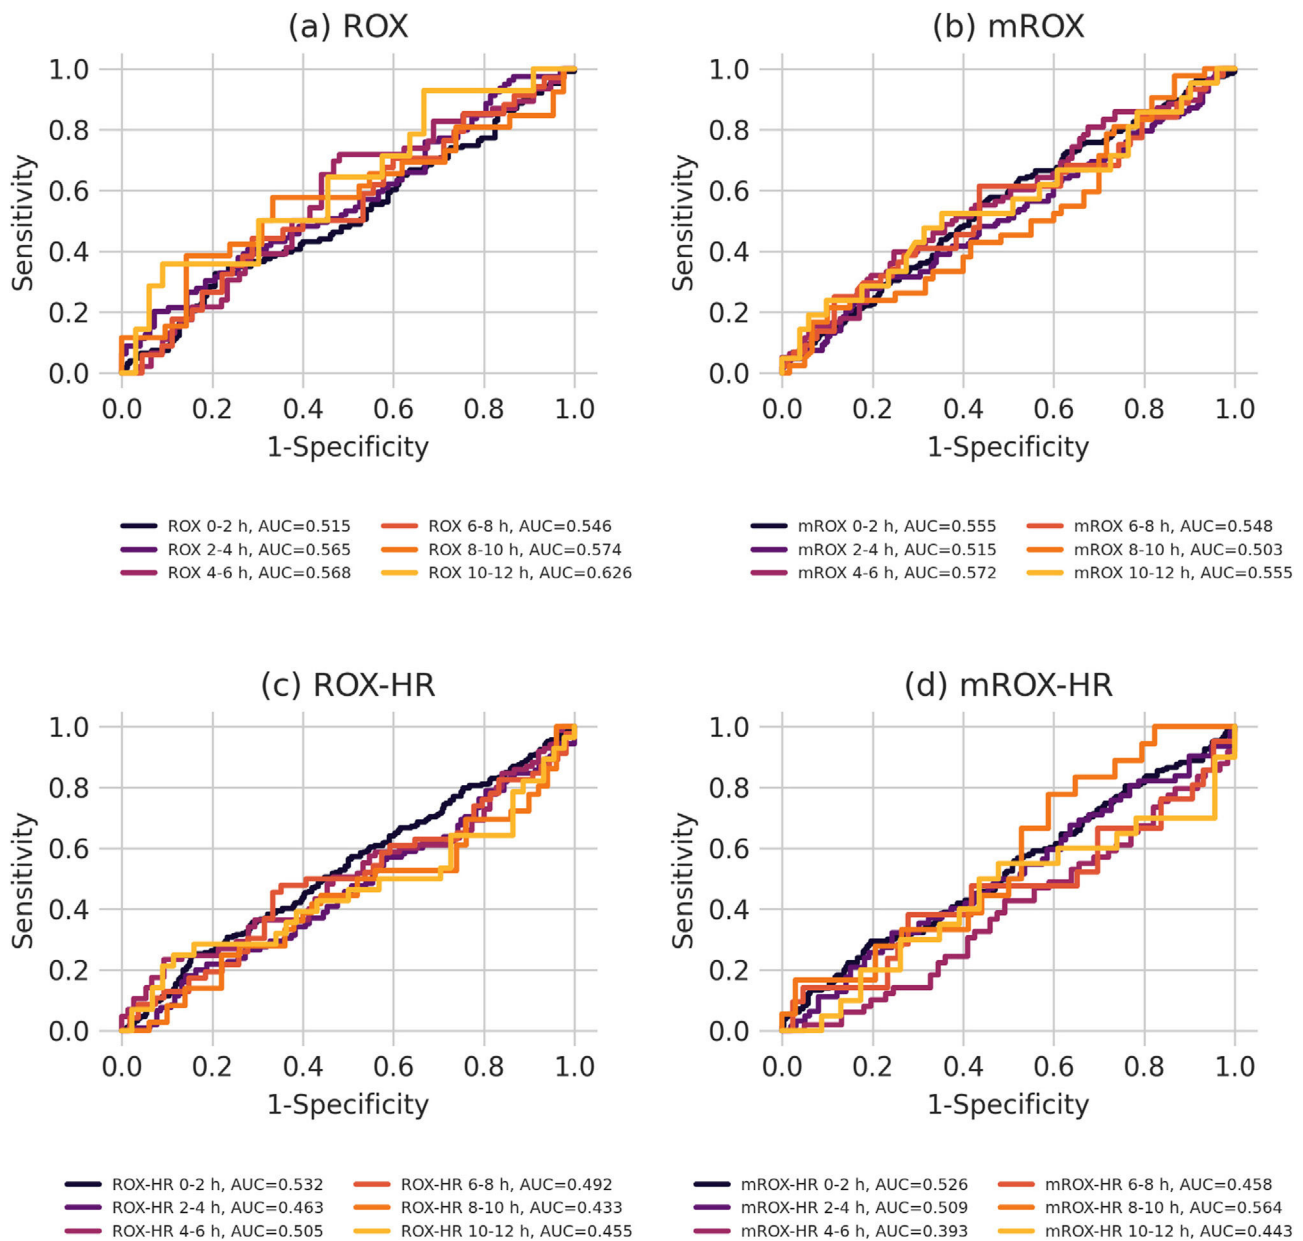 (a) ROX
(b) mROX
1.0
0.8
0.6
0.4
0.2
0.0
Sensitivity
0.0 0.2 0.4 0.6 0.8 1.0
1-Specificity
1.0
0.8
0.6
0.4
0.2
0.0
Sensitivity
0.0 0.2 0.4 0.6 0.8 1.0
1-Specificity
ROX 0-2 h, AUC=0.515
ROX 2-4 h, AUC=0.565
ROX 4-6 h, AUC=0.568
ROX 6-8 h, AUC=0.546
ROX 8-10 h, AUC=0.574
ROX 10-12 h, AUC=0.626
mROX 0-2 h, AUC=0.555
mROX 2-4 h, AUC=0.515
mROX 4-6 h, AUC=0.572
mROX 6-8 h, AUC=0.548
mROX 8-10 h, AUC=0.503
mROX 10-12 h, AUC=0.555
(c) ROX-HR
(d) mROX-HR
1.0
0.8
0.6
0.4
0.2
0.0
Sensitivity
0.0 0.2 0.4 0.6 0.8 1.0
1-Specificity
1.0
0.8
0.6
0.4
0.2
0.0
Sensitivity
0.0 0.2 0.4 0.6 0.8 1.0
1-Specificity
ROX-HR 0-2 h, AUC=0.532
ROX-HR 2-4 h, AUC=0.463
ROX-HR 4-6 h, AUC=0.505
ROX-HR 6-8 h, AUC=0.492
ROX-HR 8-10 h, AUC=0.433
ROX-HR 10-12 h, AUC=0.455
mROX-HR 0-2 h, AUC=0.526
mROX-HR 2-4 h, AUC=0.509
mROX-HR 4-6 h, AUC=0.393
mROX-HR 6-8 h, AUC=0.458
mROX-HR 8-10 h, AUC=0.564
mROX-HR 10-12 h, AUC=0.443